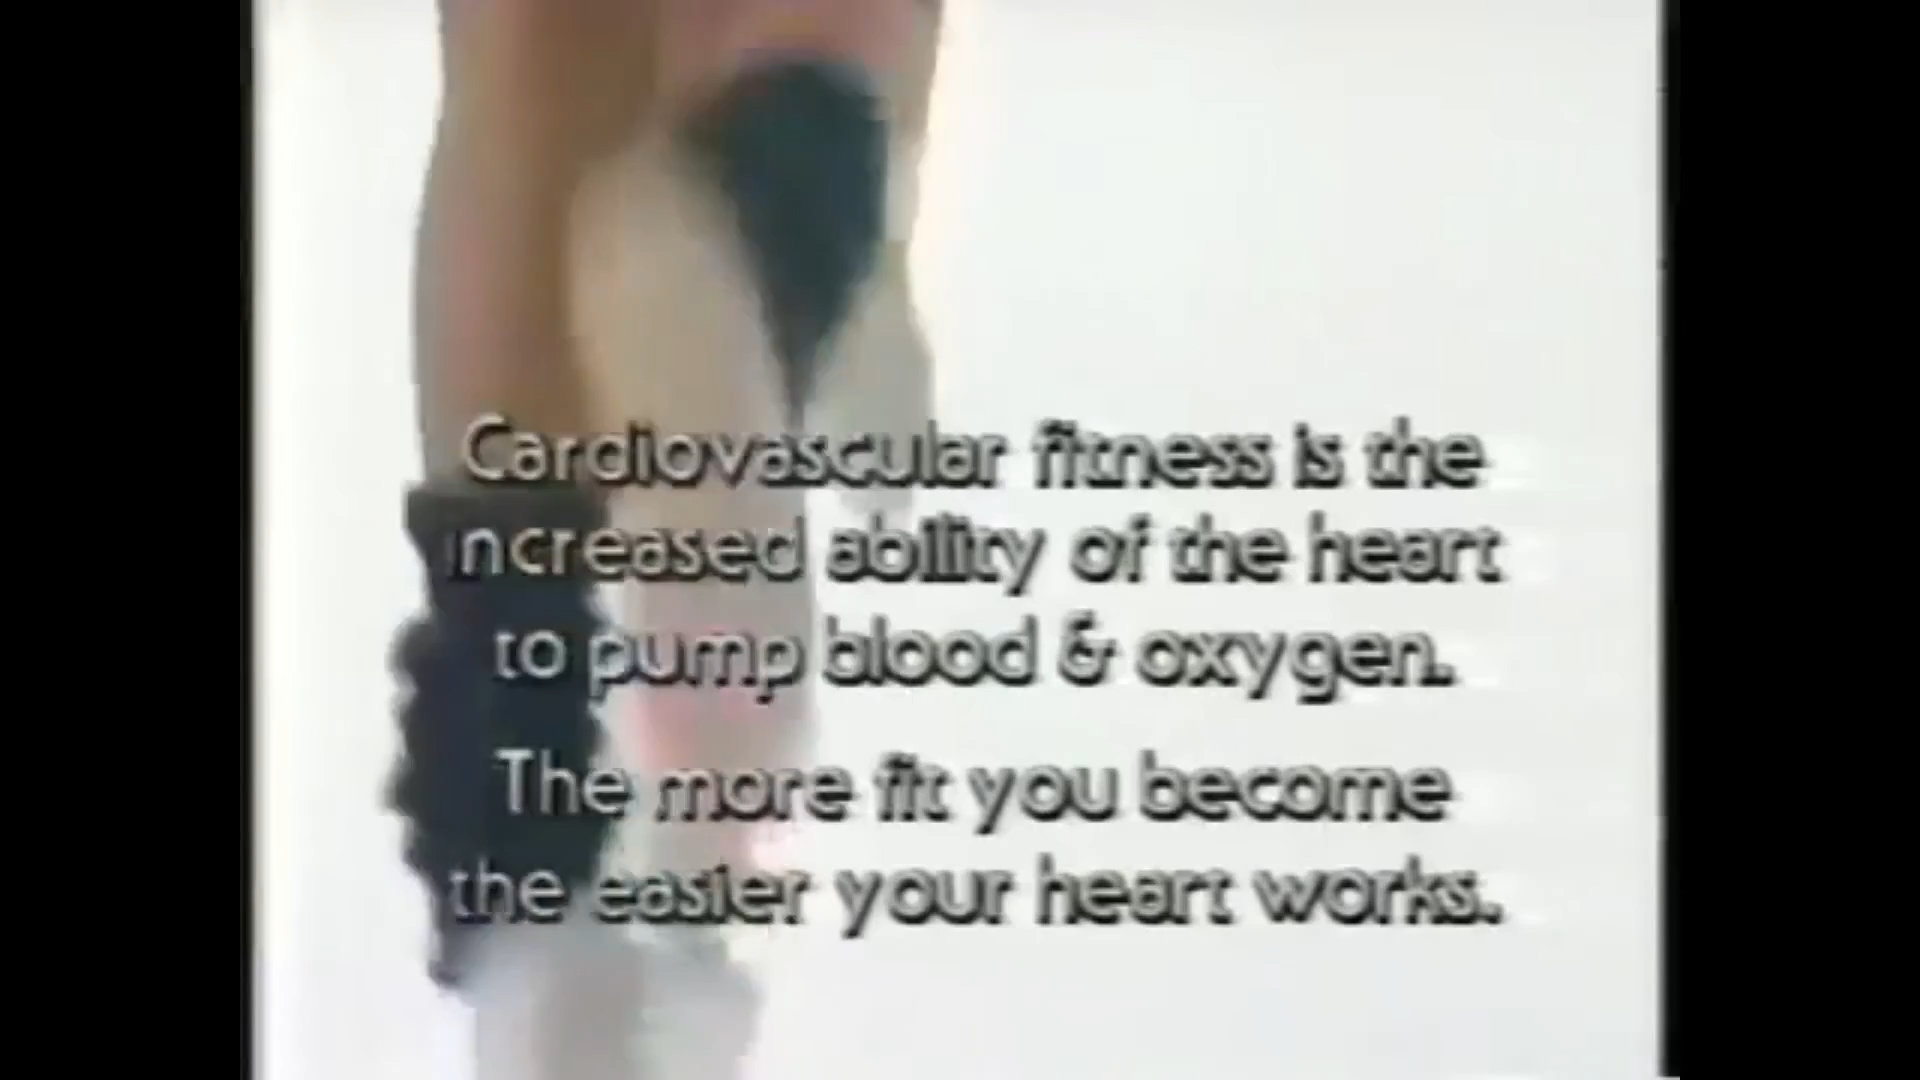 Cardiovascular fitness is the
increased ability of the heart
to pump blood & oxygen.
The more fit you become
the easier your heart works.